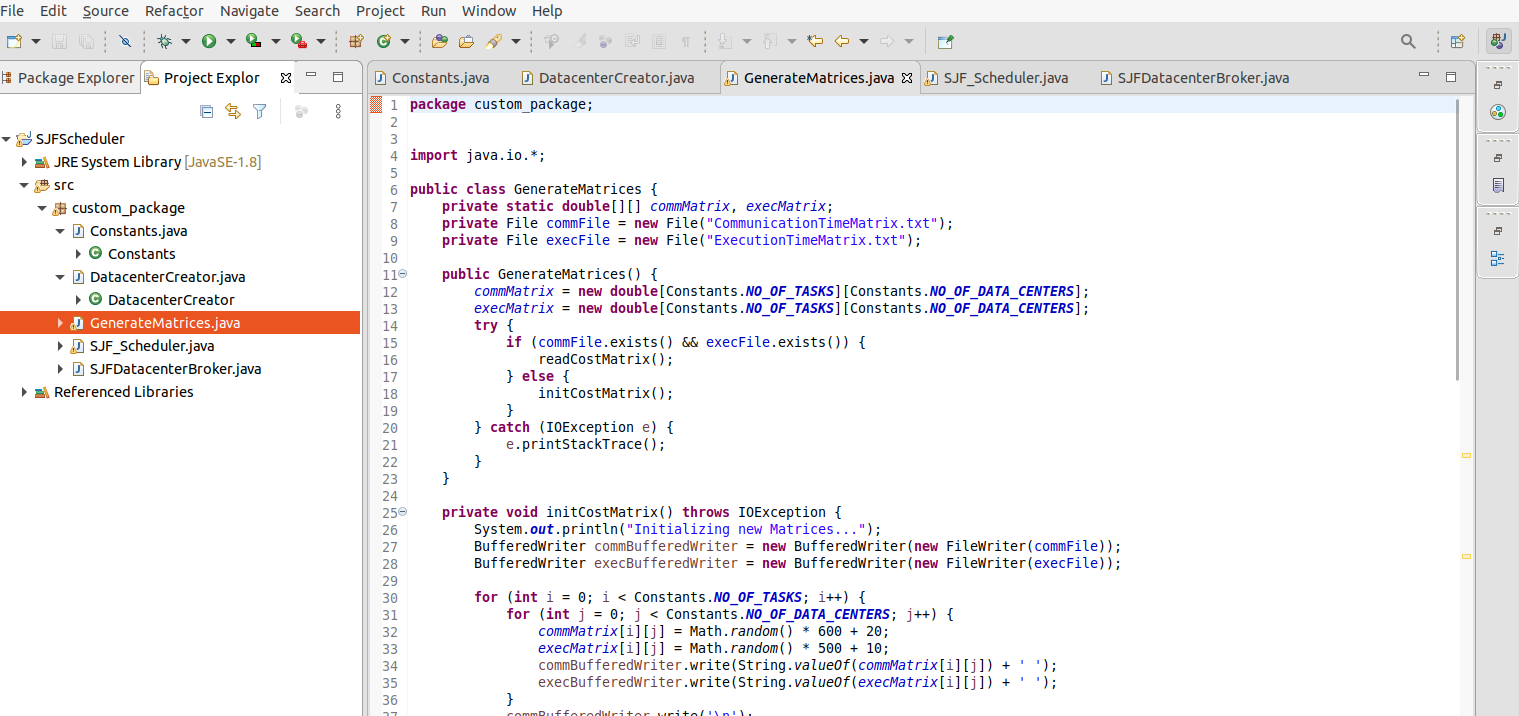 File Edit Source Refactor Navigate Search Project Run Window Help
Package Explorer
Project Explor
SJFScheduler
JRE System Library [JavaSE-1.8]
src
custom_package
Constants.java
Constants
DatacenterCreator.java
DatacenterCreator
GenerateMatrices.java
SJF_Scheduler.java
SJFDatacenterBroker.java
Referenced Libraries
Constants.java DatacenterCreator.java GenerateMatrices.java SJF_Scheduler.java SJFDatacenterBroker.java
1 package custom_package;
2
3
4 import java.io.*;
5
6 public class GenerateMatrices {
7     private static double[][] commMatrix, execMatrix;
8     private File commFile = new File("CommunicationTimeMatrix.txt");
9     private File execFile = new File("ExecutionTimeMatrix.txt");
10
11     public GenerateMatrices() {
12         commMatrix = new double[Constants.NO_OF_TASKS][Constants.NO_OF_DATA_CENTERS];
13         execMatrix = new double[Constants.NO_OF_TASKS][Constants.NO_OF_DATA_CENTERS];
14         try {
15             if (commFile.exists() && execFile.exists()) {
16                 readCostMatrix();
17             } else {
18                 initCostMatrix();
19             }
20         } catch (IOException e) {
21             e.printStackTrace();
22         }
23     }
24
25     private void initCostMatrix() throws IOException {
26         System.out.println("Initializing new Matrices...");
27         BufferedWriter commBufferedWriter = new BufferedWriter(new FileWriter(commFile));
28         BufferedWriter execBufferedWriter = new BufferedWriter(new FileWriter(execFile));
29
30         for (int i = 0; i < Constants.NO_OF_TASKS; i++) {
31             for (int j = 0; j < Constants.NO_OF_DATA_CENTERS; j++) {
32                 commMatrix[i][j] = Math.random() * 600 + 20;
33                 execMatrix[i][j] = Math.random() * 500 + 10;
34                 commBufferedWriter.write(String.valueOf(commMatrix[i][j]) + ' ');
35                 execBufferedWriter.write(String.valueOf(execMatrix[i][j]) + ' ');
36             }
37             commBufferedWriter.write('\n');